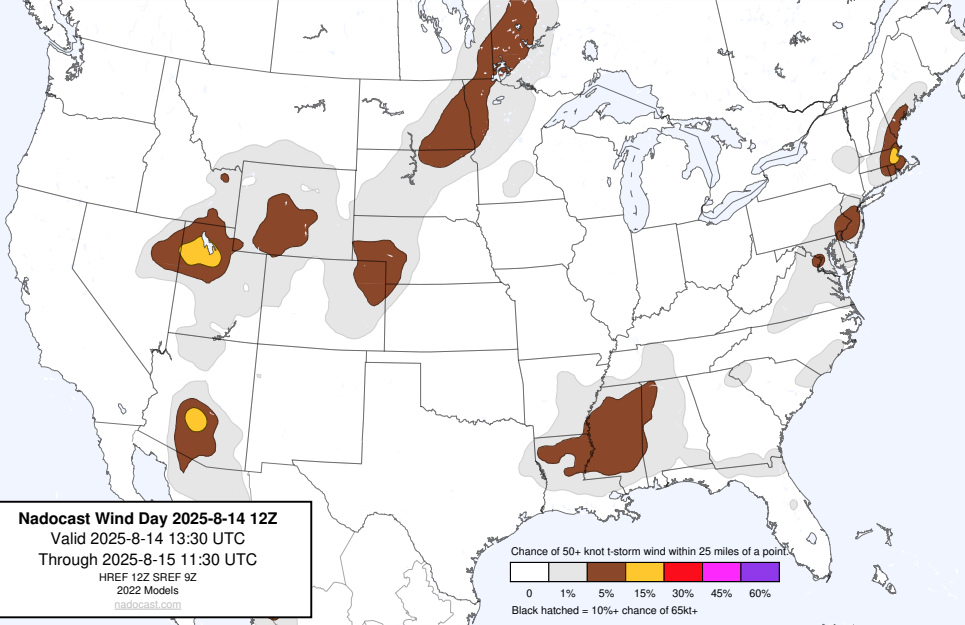 Nadocast Wind Day 2025-8-14 12Z
Valid 2025-8-14 13:30 UTC
Through 2025-8-15 11:30 UTC
HREF 12Z SREF 9Z
2022 Models
nadocast.com
Chance of 50+ knot t-storm wind within 25 miles of a point.
0 1% 5% 15% 30% 45% 60%
Black hatched = 10%+ chance of 65kt+